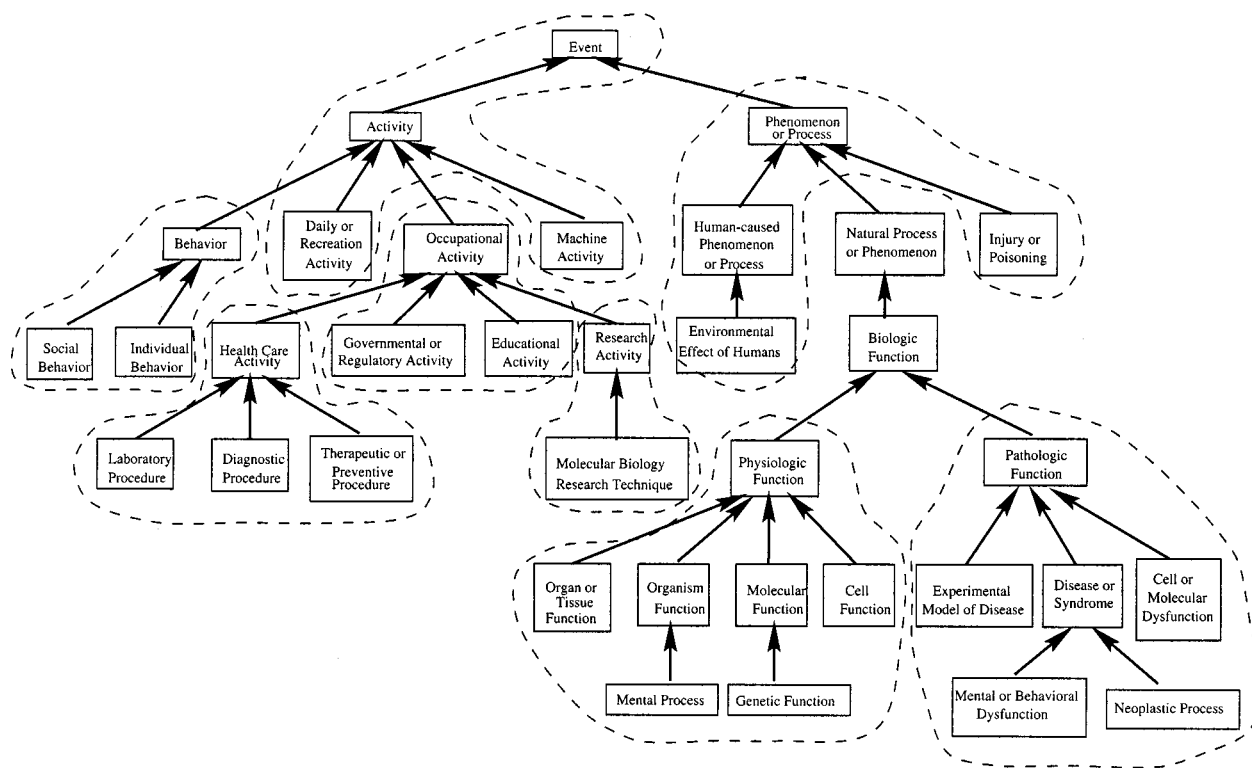 Event
Activity
Phenomenon
or Process
Behavior
Daily or
Recreation
Activity
Occupational
Activity
Machine
Activity
Human-caused
Phenomenon
or Process
Natural Process
or Phenomenon
Injury or
Poisoning
Social
Behavior
Individual
Behavior
Health Care
Activity
Governmental or
Regulatory Activity
Educational
Activity
Research
Activity
Environmental
Effect of Humans
Biologic
Function
Laboratory
Procedure
Diagnostic
Procedure
Therapeutic or
Preventive
Procedure
Molecular Biology
Research Technique
Physiologic
Function
Pathologic
Function
Organ or
Tissue
Function
Organism
Function
Molecular
Function
Cell
Function
Experimental
Model of Disease
Disease or
Syndrome
Cell or
Molecular
Dysfunction
Mental Process
Genetic Function
Mental or Behavioral
Dysfunction
Neoplastic Process